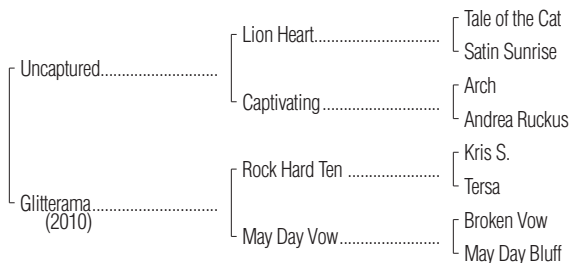 Tale of the Cat
Lion Heart..............................
Satin Sunrise
Uncaptured............................
Arch
Captivating............................
Andrea Ruckus
Kris S.
Rock Hard Ten ......................
Tersa
Glitterama..............................
(2010)
Broken Vow
May Day Vow........................
May Day Bluff